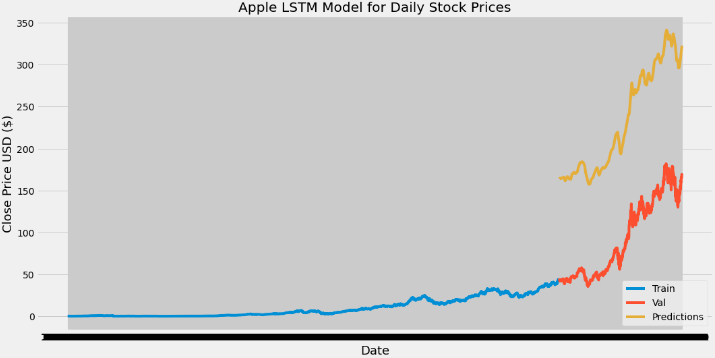 Apple LSTM Model for Daily Stock Prices
350
300
250
200
150
100
50
0
Close Price USD ($)
Train
Val
Predictions
Date